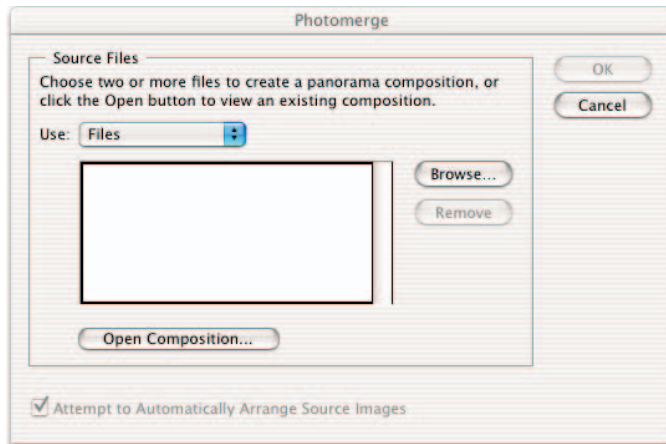 Photomerge
Source Files
Choose two or more files to create a panorama composition, or
click the Open button to view an existing composition.
Use: Files
Browse...
Remove
Open Composition...
Attempt to Automatically Arrange Source Images
OK
Cancel